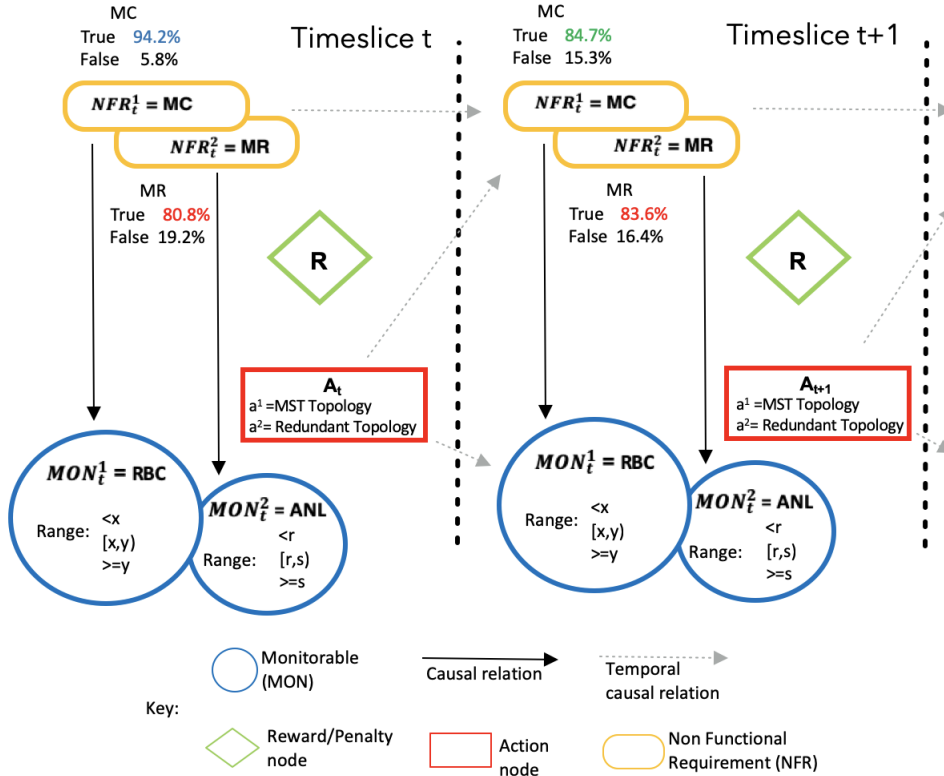 MC
True 94.2%
False 5.8%
Timeslice t
NFR¹ₜ = MC
NFR²ₜ = MR
MR
True 80.8%
False 19.2%
R
Aₜ
a¹ =MST Topology
a²= Redundant Topology
MON¹ₜ = RBC
Range:
<x
[x,y)
>=y
MON²ₜ = ANL
Range:
<r
[r,s)
>=s
MC
True 84.7%
False 15.3%
Timeslice t+1
NFR¹ₜ = MC
NFR²ₜ = MR
MR
True 83.6%
False 16.4%
R
Aₜ₊₁
a¹ =MST Topology
a²= Redundant Topology
MON¹ₜ = RBC
Range:
<x
[x,y)
>=y
MON²ₜ = ANL
Range:
<r
[r,s)
>=s
Key:
Monitorable
(MON)
Causal relation
Temporal
causal relation
Reward/Penalty
node
Action
node
Non Functional
Requirement (NFR)